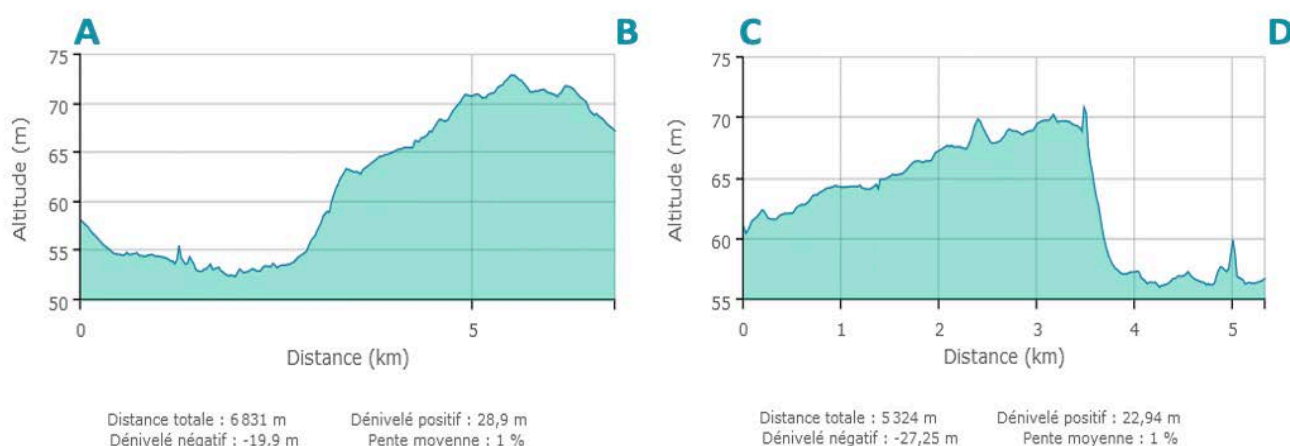 A
B
75
70
65
60
55
50
Altitude (m)
0
5
Distance (km)
Distance totale : 6 831 m Dénivelé positif : 28,9 m
Dénivelé négatif : -19,9 m Pente moyenne : 1 %
C
D
75
70
65
60
55
Altitude (m)
0
1
2
3
4
5
Distance (km)
Distance totale : 5 324 m Dénivelé positif : 22,94 m
Dénivelé négatif : -27,25 m Pente moyenne : 1 %